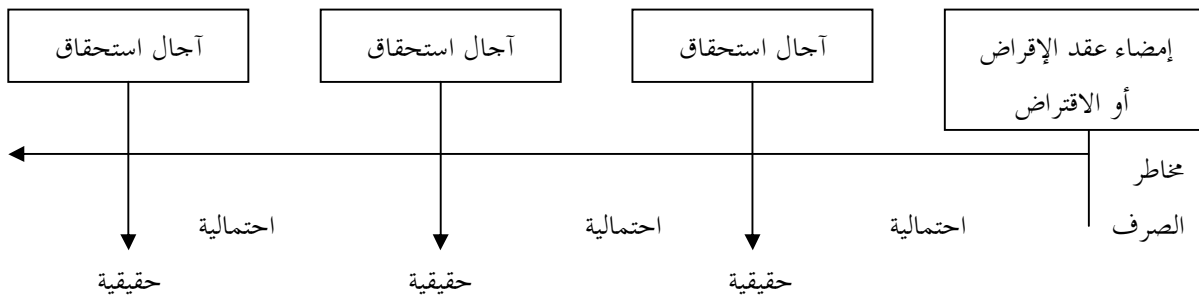 إمضاء عقد الإقراض
أو الاقتراض
آجال استحقاق
آجال استحقاق
آجال استحقاق
مخاطر
الصرف
احتمالية
احتمالية
احتمالية
حقيقية
حقيقية
حقيقية